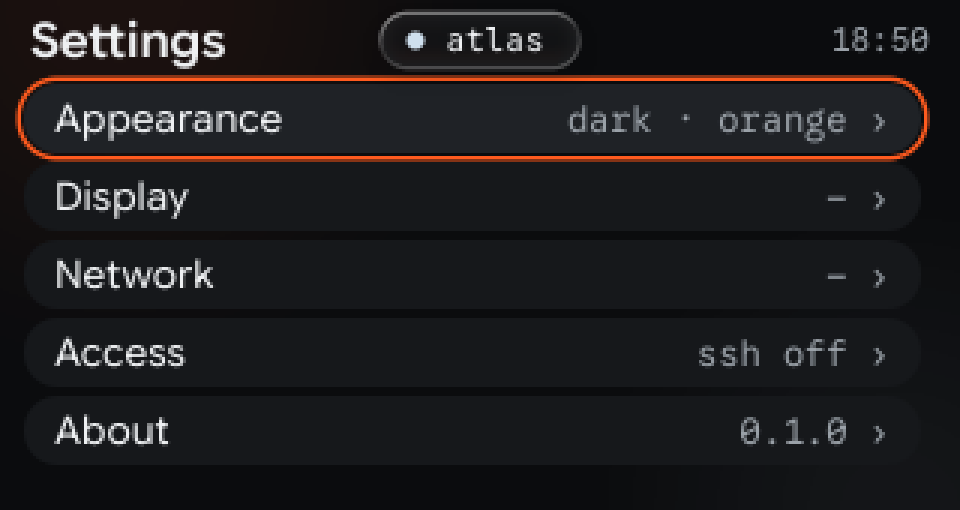 Settings atlas 18:50
Appearance dark · orange ›
Display – ›
Network – ›
Access ssh off ›
About 0.1.0 ›